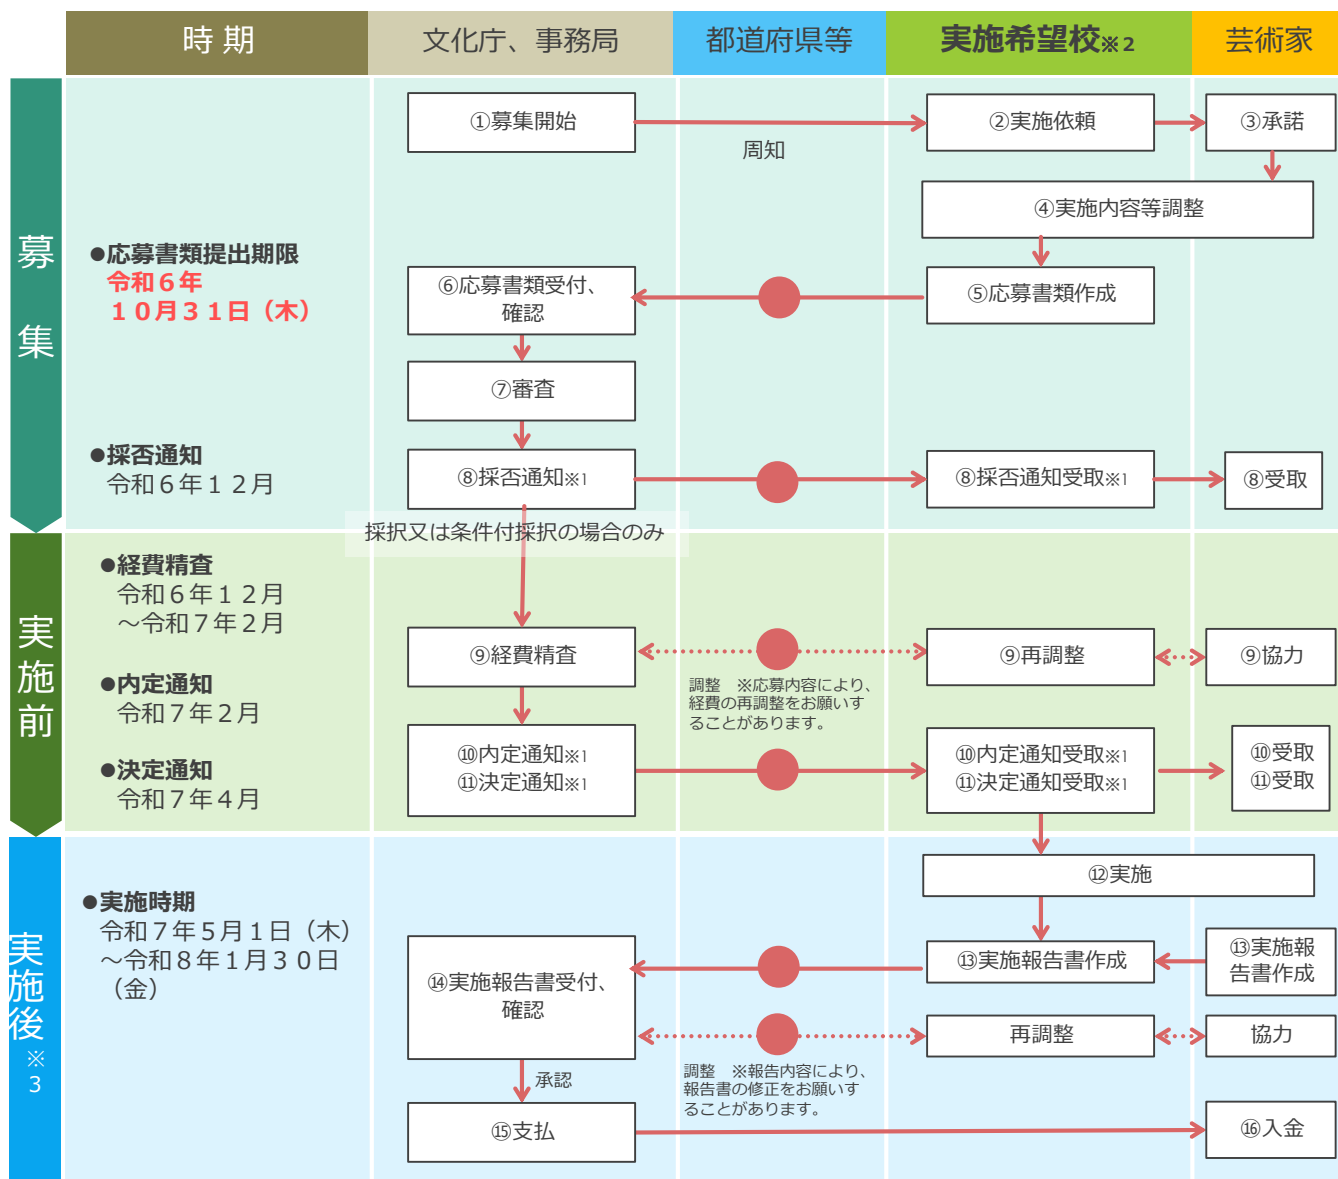 時 期
文化庁、事務局
都道府県等
実施希望校※2
芸術家
募 集
①募集開始
周知
②実施依頼
③承諾
④実施内容等調整
●応募書類提出期限
令和6年
10月31日（木）
⑤応募書類作成
⑥応募書類受付、
確認
⑦審査
●採否通知
令和6年12月
⑧採否通知※1
⑧採否通知受取※1
⑧受取
採択又は条件付採択の場合のみ
実施前
●経費精査
令和6年12月
～令和7年2月
⑨経費精査
⑨再調整
⑨協力
調整　※応募内容により、
経費の再調整をお願いす
ることがあります。
●内定通知
令和7年2月
●決定通知
令和7年4月
⑩内定通知※1
⑪決定通知※1
⑩内定通知受取※1
⑪決定通知受取※1
⑩受取
⑪受取
実施後
※
3
⑫実施
●実施時期
令和7年5月1日（木）
～令和8年1月30日
（金）
⑬実施報告書作成
⑬実施報
告書作成
⑭実施報告書受付、
確認
再調整
協力
調整　※報告内容により、
報告書の修正をお願いす
ることがあります。
承認
⑮支払
⑯入金